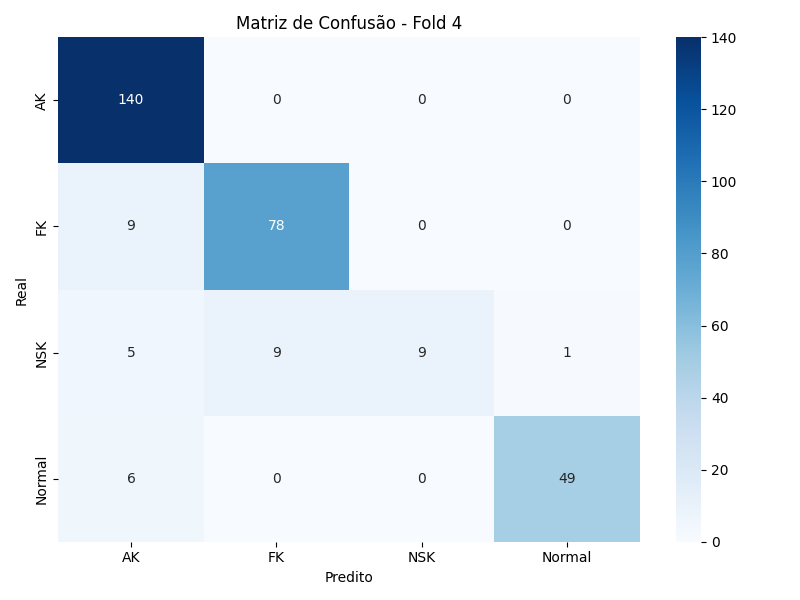 Matriz de Confusão - Fold 4
AK 140 0 0 0
FK 9 78 0 0
NSK 5 9 9 1
Normal 6 0 0 49
AK FK NSK Normal
Predito
Real
140
120
100
80
60
40
20
0